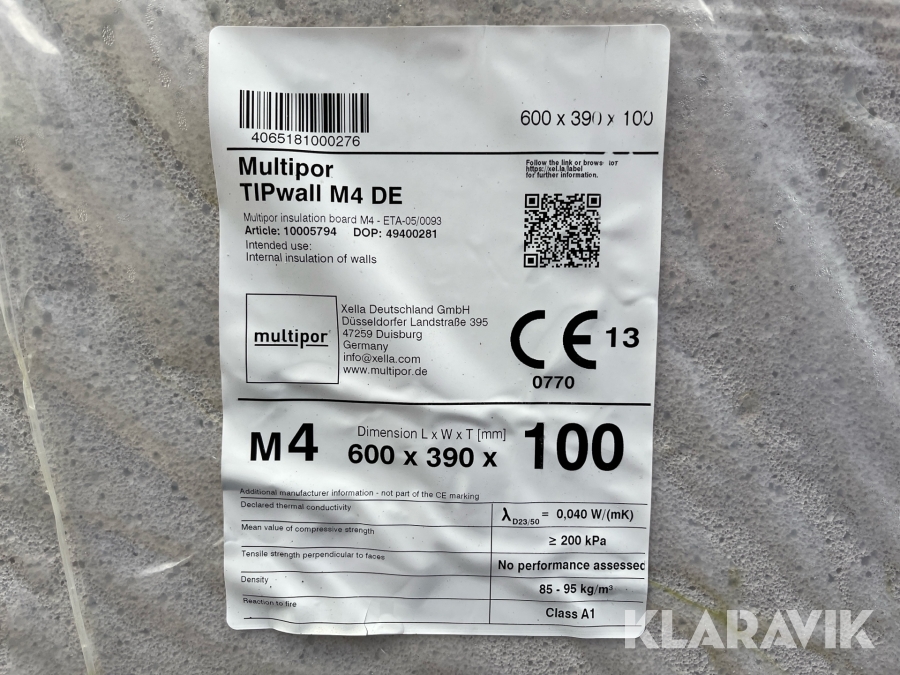 600 x 390 x 100
4065181000276
Multipor
TIPwall M4 DE
Follow the link or browse IOT
https://xel.la/label
for further information.
Multipor insulation board M4 - ETA-05/0093
Article: 10005794 DOP: 49400281
Intended use:
Internal insulation of walls
multipor
Xella Deutschland GmbH
Düsseldorfer Landstraße 395
47259 Duisburg
Germany
info@xella.com
www.multipor.de
CE 13
0770
M4
Dimension L x W x T [mm]
600 x 390 x 100
Additional manufacturer information - not part of the CE marking
Declared thermal conductivity λD23/50 = 0,040 W/(mK)
Mean value of compressive strength ≥ 200 kPa
Tensile strength perpendicular to faces No performance assessed
Density 85 - 95 kg/m³
Reaction to fire Class A1
KLARAVIK